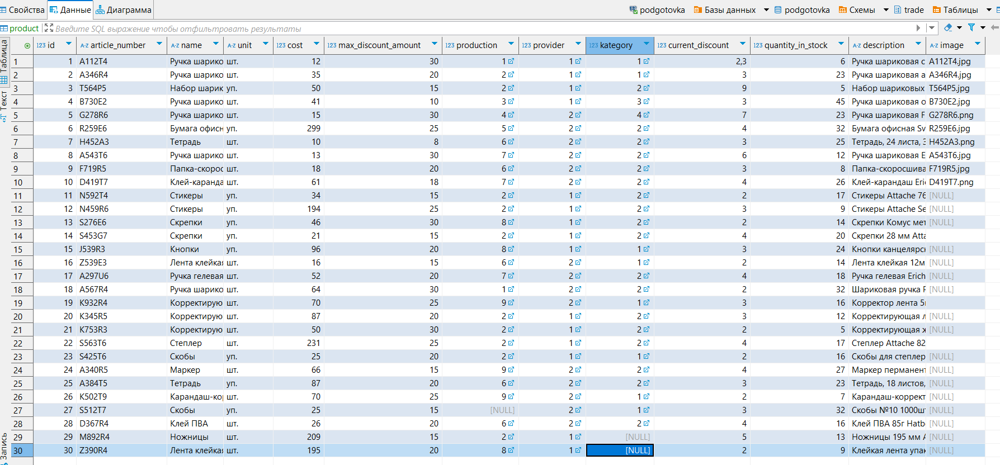 Свойства Данные Диаграмма podgotovka Базы данных podgotovka Схемы trade Таблицы
product Введите SQL выражение чтобы отфильтровать результаты
123 id A-Z article_number A-Z name A-Z unit 123 cost 123 max_discount_amount 123 production 123 provider 123 kategory 123 current_discount 123 quantity_in_stock A-Z description A-Z image
1 1 A112T4 Ручка шарико шт. 12 30 1 1 1 2,3 6 Ручка шариковая с A112T4.jpg
2 2 A346R4 Ручка шарико шт. 35 20 2 1 1 3 23 Ручка шариковая а A346R4.jpg
3 3 T564P5 Набор шарик уп. 50 15 2 1 2 9 5 Набор шариковых T564P5.jpg
4 4 B730E2 Ручка шарико шт. 41 10 3 1 3 3 45 Ручка шариковая о B730E2.jpg
5 5 G278R6 Ручка шарико шт. 15 30 4 2 4 7 23 Ручка шариковая F G278R6.png
6 6 R259E6 Бумага офисн уп. 299 25 5 2 2 4 32 Бумага офисная Sv R259E6.jpg
7 7 H452A3 Тетрадь шт. 10 8 6 2 2 3 25 Тетрадь, 24 листа, З H452A3.png
8 8 A543T6 Ручка шарико шт. 13 30 7 2 2 6 12 Ручка шариковая E A543T6.jpg
9 9 F719R5 Папка-скорос шт. 18 20 6 2 2 3 8 Папка-скоросшива F719R5.jpg
10 10 D419T7 Клей-каранда шт. 61 18 7 2 2 4 26 Клей-карандаш Eri D419T7.png
11 11 N592T4 Стикеры уп. 34 15 2 1 2 2 17 Стикеры Attache 76 [NULL]
12 12 N459R6 Стикеры уп. 194 25 2 1 2 3 9 Стикеры Attache Se [NULL]
13 13 S276E6 Скрепки уп. 46 30 8 1 2 2 14 Скрепки Комус мет [NULL]
14 14 S453G7 Скрепки уп. 21 15 2 1 2 4 20 Скрепки 28 мм Atta
15 15 J539R3 Кнопки уп. 96 20 8 1 1 3 24 Кнопки канцелярск [NULL]
16 16 Z539E3 Лента клейкая шт. 16 15 6 2 1 2 14 Лента клейкая 12м [NULL]
17 17 A297U6 Ручка гелевая шт. 52 20 7 2 2 4 18 Ручка гелевая Erich [NULL]
18 18 A567R4 Ручка шарико шт. 64 30 1 2 2 2 32 Шариковая ручка P [NULL]
19 19 K932R4 Корректирую шт. 70 25 9 2 1 3 16 Корректор лента 5м
20 20 K345R5 Корректирую шт. 87 20 2 1 2 3 12 Корректирующая л [NULL]
21 21 K753R3 Корректирую шт. 50 30 2 1 2 2 5 Корректирующая ж [NULL]
22 22 S563T6 Степлер шт. 231 25 2 1 2 4 17 Степлер Attache 82
23 23 S425T6 Скобы уп. 25 20 2 1 1 2 16 Скобы для степлер [NULL]
24 24 A340R5 Маркер шт. 66 15 9 2 2 4 27 Маркер перманент [NULL]
25 25 A384T5 Тетрадь уп. 87 20 6 2 2 3 23 Тетрадь, 18 листов, [NULL]
26 26 K502T9 Карандаш-кор шт. 70 25 9 2 1 2 7 Карандаш-коррект [NULL]
27 27 S512T7 Скобы уп. 25 15 [NULL] 2 1 3 32 Скобы №10 1000шт [NULL]
28 28 D367R4 Клей ПВА шт. 26 20 6 2 2 4 16 Клей ПВА 85г Hatb [NULL]
29 29 M892R4 Ножницы шт. 209 15 2 1 [NULL] 5 13 Ножницы 195 мм A [NULL]
30 30 Z390R4 Лента клейкая шт. 195 20 8 1 [NULL] 2 9 Клейкая лента упак [NULL]
Таблица
Текст
Запись